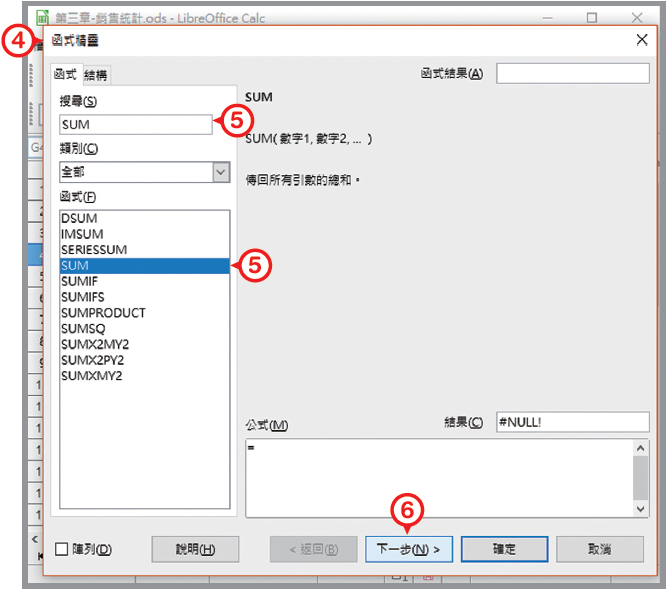 第三章-銷售統計.ods - LibreOffice Calc
④
函式精靈
函式 結構
函式結果(A)
搜尋(S)
SUM
⑤
類別(C)
全部
函式(F)
DSUM
IMSUM
SERIESSUM
SUM
⑤
SUMIF
SUMIFS
SUMPRODUCT
SUMSQ
SUMX2MY2
SUMX2PY2
SUMXMY2
SUM
SUM( 數字1, 數字2, ... )
傳回所有引數的總和。
公式(M)
結果(C)
#NULL!
=
⑥
陣列(D)
說明(H)
< 返回(B)
下一步(N) >
確定
取消